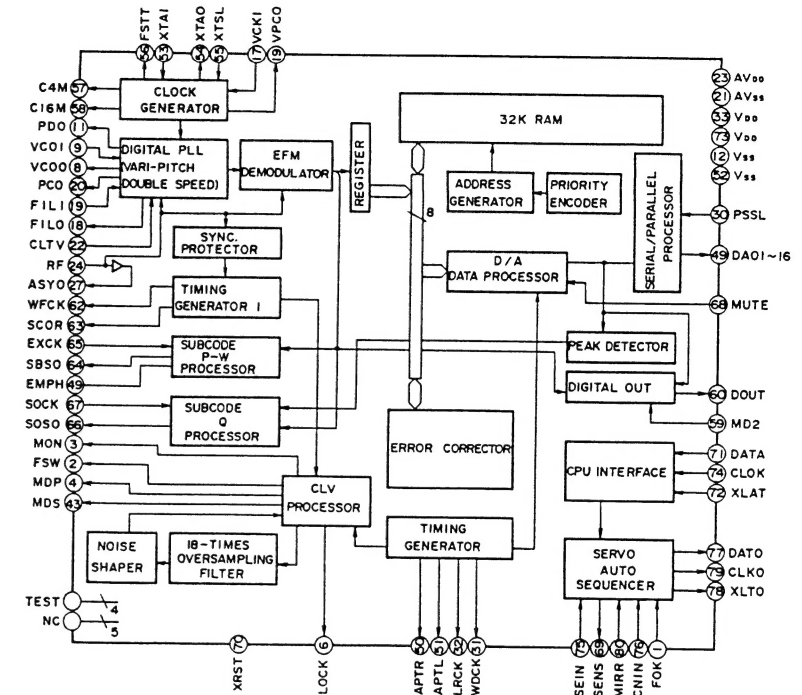 FSTT
XTAI
XTAO
XTSL
VCKI
VPCO
56
53
54
55
17
19
C4M 57
C16M 58
PDO 11
VCOI 9
VCOO 8
PCO 20
FILI 19
FILO 18
CLTV 22
RF 24
ASYO 27
WFCK 62
SCOR 63
EXCK 65
SBSO 64
EMPH 49
SOCK 67
SOSO 66
MON 3
FSW 2
MDP 4
MDS 43
TEST 4
NC 5
CLOCK
GENERATOR
DIGITAL PLL
(VARI-PITCH
DOUBLE SPEED)
EFM
DEMODULATOR
REGISTER
32K RAM
8
ADDRESS
GENERATOR
PRIORITY
ENCODER
SERIAL/PARALLEL
PROCESSOR
SYNC.
PROTECTOR
D/A
DATA PROCESSOR
TIMING
GENERATOR 1
SUBCODE
P-W
PROCESSOR
PEAK DETECTOR
DIGITAL OUT
SUBCODE
Q
PROCESSOR
ERROR CORRECTOR
CPU INTERFACE
CLV
PROCESSOR
TIMING
GENERATOR
NOISE
SHAPER
18-TIMES
OVERSAMPLING
FILTER
SERVO
AUTO
SEQUENCER
23 AVDD
21 AVSS
33 VDD
73 VDD
12 VSS
52 VSS
30 PSSL
49 DAO1~16
68 MUTE
60 DOUT
59 MD2
71 DATA
74 CLOK
72 XLAT
77 DATO
79 CLKO
78 XLTO
70
6
50
51
32
31
75
69
80
76
1
XRST
LOCK
APTR
APTL
LRCK
WDCK
SEIN
SENS
MIRR
CNIN
FOK